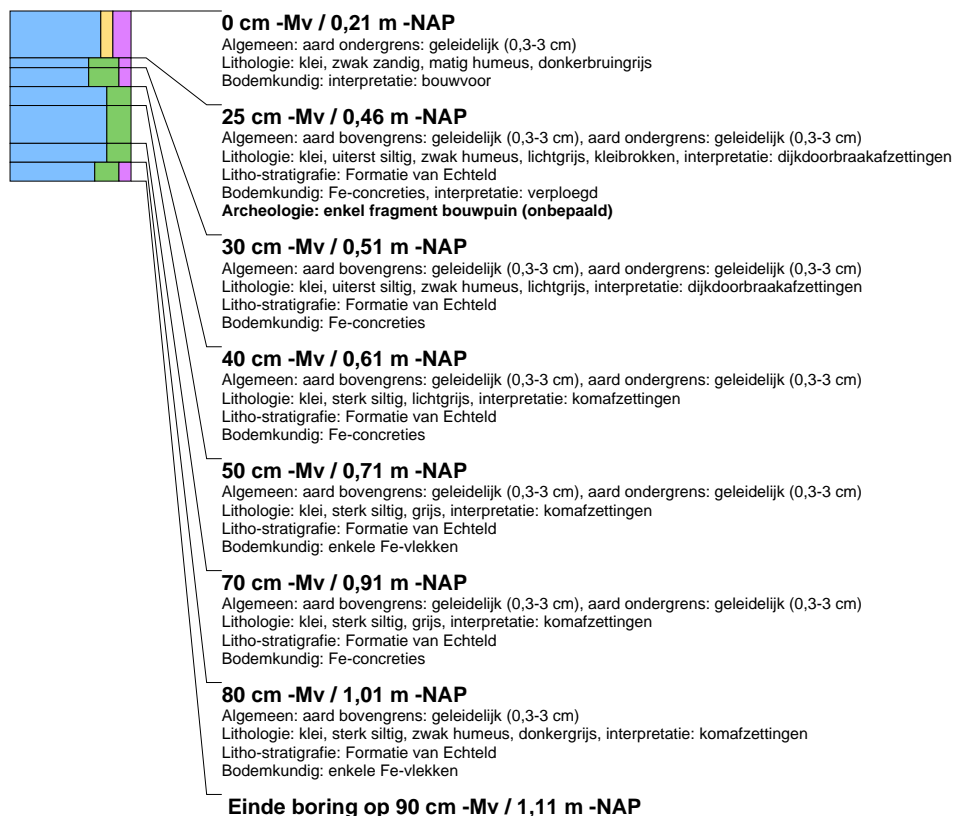 0 cm -Mv / 0,21 m -NAP
Algemeen: aard ondergrens: geleidelijk (0,3-3 cm)
Lithologie: klei, zwak zandig, matig humeus, donkerbruingrijs
Bodemkundig: interpretatie: bouwvoor
25 cm -Mv / 0,46 m -NAP
Algemeen: aard bovengrens: geleidelijk (0,3-3 cm), aard ondergrens: geleidelijk (0,3-3 cm)
Lithologie: klei, uiterst siltig, zwak humeus, lichtgrijs, kleibrokken, interpretatie: dijkdoorbraakafzettingen
Litho-stratigrafie: Formatie van Echteld
Bodemkundig: Fe-concreties, interpretatie: verploegd
Archeologie: enkel fragment bouwpuin (onbepaald)
30 cm -Mv / 0,51 m -NAP
Algemeen: aard bovengrens: geleidelijk (0,3-3 cm), aard ondergrens: geleidelijk (0,3-3 cm)
Lithologie: klei, uiterst siltig, zwak humeus, lichtgrijs, interpretatie: dijkdoorbraakafzettingen
Litho-stratigrafie: Formatie van Echteld
Bodemkundig: Fe-concreties
40 cm -Mv / 0,61 m -NAP
Algemeen: aard bovengrens: geleidelijk (0,3-3 cm), aard ondergrens: geleidelijk (0,3-3 cm)
Lithologie: klei, sterk siltig, lichtgrijs, interpretatie: komafzettingen
Litho-stratigrafie: Formatie van Echteld
Bodemkundig: Fe-concreties
50 cm -Mv / 0,71 m -NAP
Algemeen: aard bovengrens: geleidelijk (0,3-3 cm), aard ondergrens: geleidelijk (0,3-3 cm)
Lithologie: klei, sterk siltig, grijs, interpretatie: komafzettingen
Litho-stratigrafie: Formatie van Echteld
Bodemkundig: enkele Fe-vlekken
70 cm -Mv / 0,91 m -NAP
Algemeen: aard bovengrens: geleidelijk (0,3-3 cm), aard ondergrens: geleidelijk (0,3-3 cm)
Lithologie: klei, sterk siltig, grijs, interpretatie: komafzettingen
Litho-stratigrafie: Formatie van Echteld
Bodemkundig: Fe-concreties
80 cm -Mv / 1,01 m -NAP
Algemeen: aard bovengrens: geleidelijk (0,3-3 cm)
Lithologie: klei, sterk siltig, zwak humeus, donkergrijs, interpretatie: komafzettingen
Litho-stratigrafie: Formatie van Echteld
Bodemkundig: enkele Fe-vlekken
Einde boring op 90 cm -Mv / 1,11 m -NAP